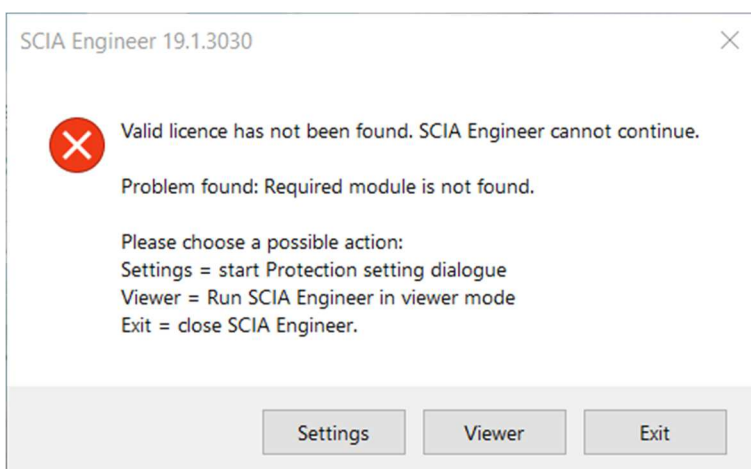 SCIA Engineer 19.1.3030
Valid licence has not been found. SCIA Engineer cannot continue.
Problem found: Required module is not found.
Please choose a possible action:
Settings = start Protection setting dialogue
Viewer = Run SCIA Engineer in viewer mode
Exit = close SCIA Engineer.
Settings Viewer Exit